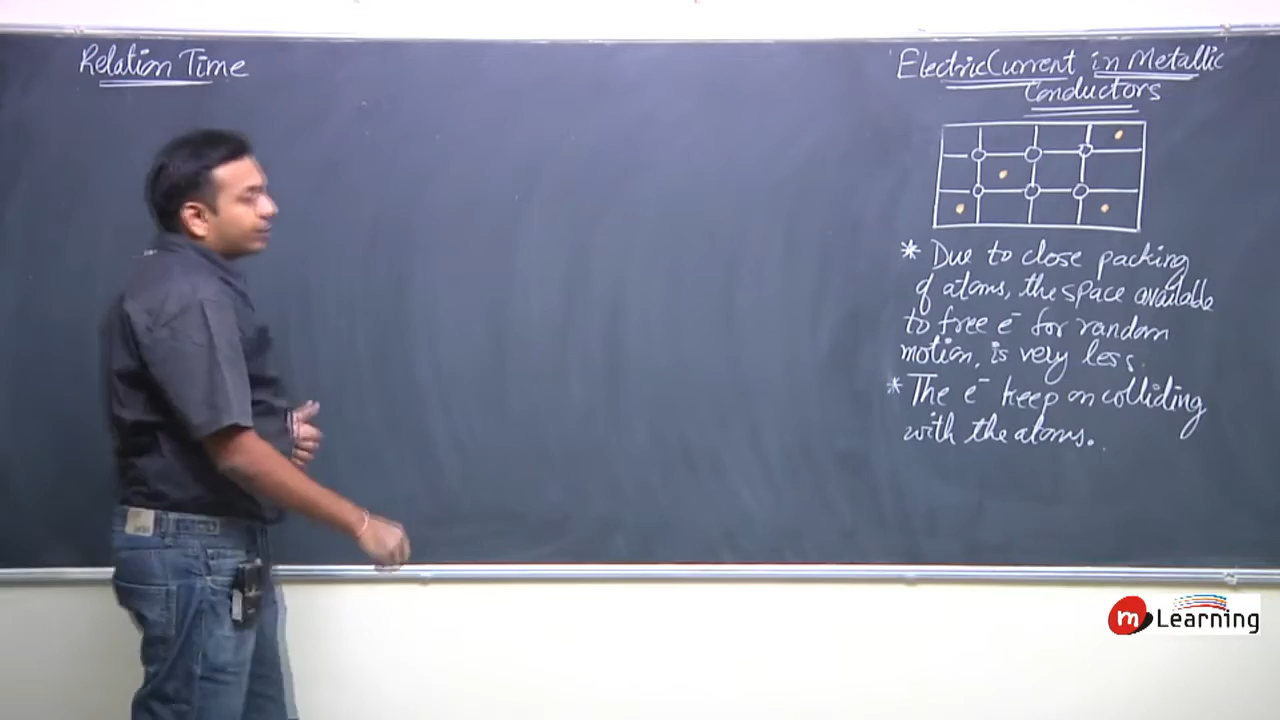 Relation Time
Electric Current in Metallic
Conductors
* Due to close packing
of atoms, the space available
to free e⁻ for random
motion, is very less.
* The e⁻ keep on colliding
with the atoms.
m Learning